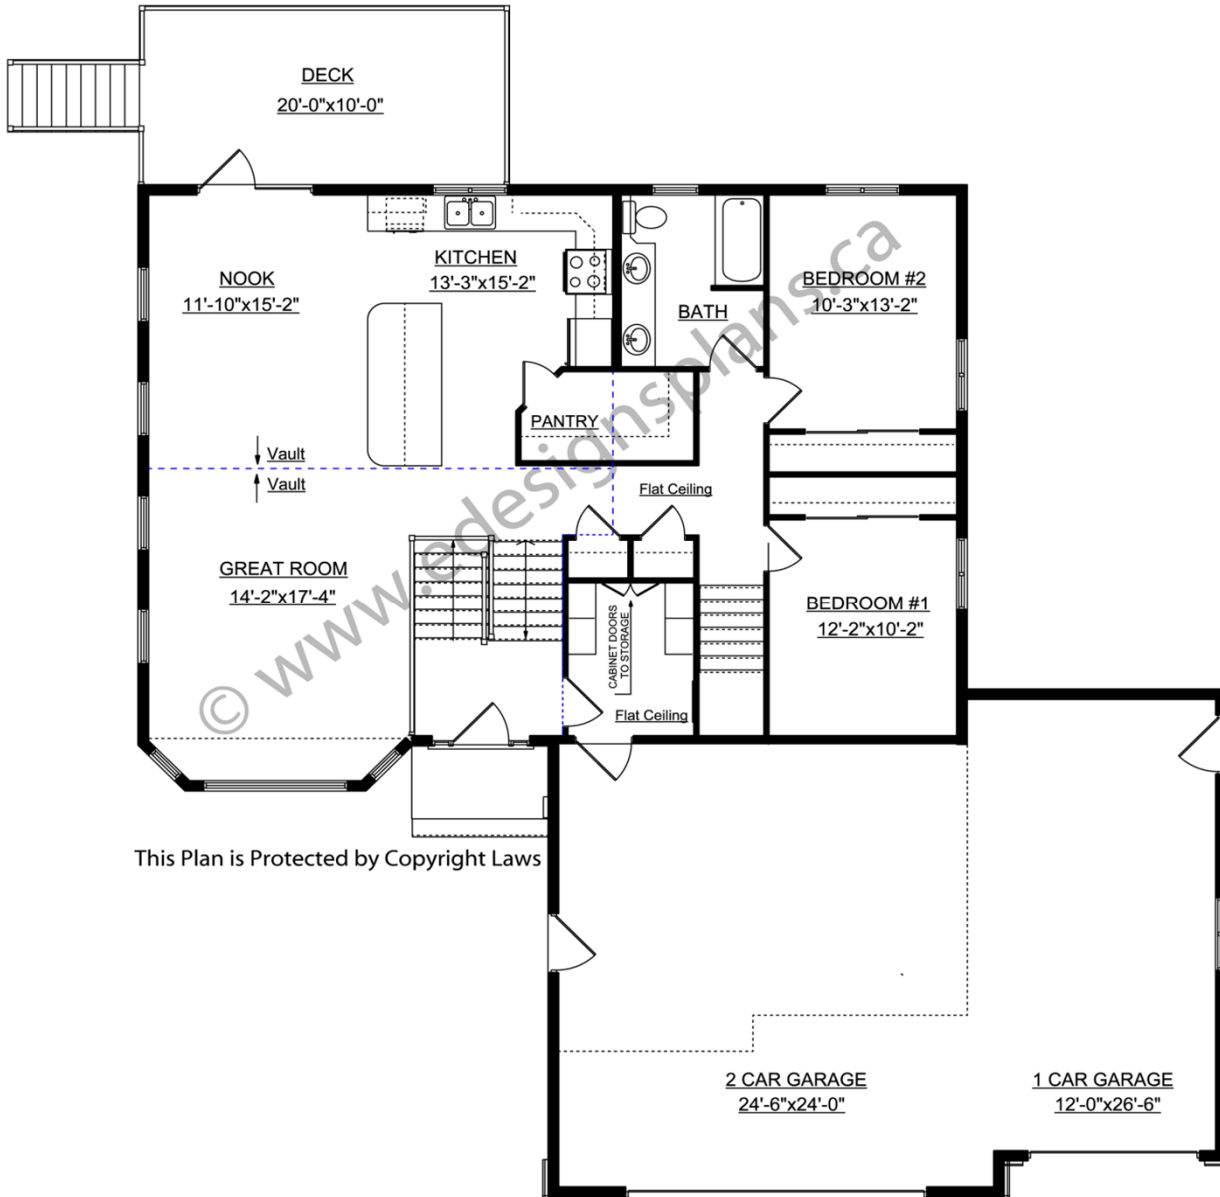 DECK
20'-0"x10'-0"
NOOK
11'-10"x15'-2"
KITCHEN
13'-3"x15'-2"
BATH
BEDROOM #2
10'-3"x13'-2"
PANTRY
Vault
Vault
Flat Ceiling
GREAT ROOM
14'-2"x17'-4"
CABINET DOORS
TO STORAGE
BEDROOM #1
12'-2"x10'-2"
Flat Ceiling
© www.edesignsplans.ca
This Plan is Protected by Copyright Laws
2 CAR GARAGE
24'-6"x24'-0"
1 CAR GARAGE
12'-0"x26'-6"